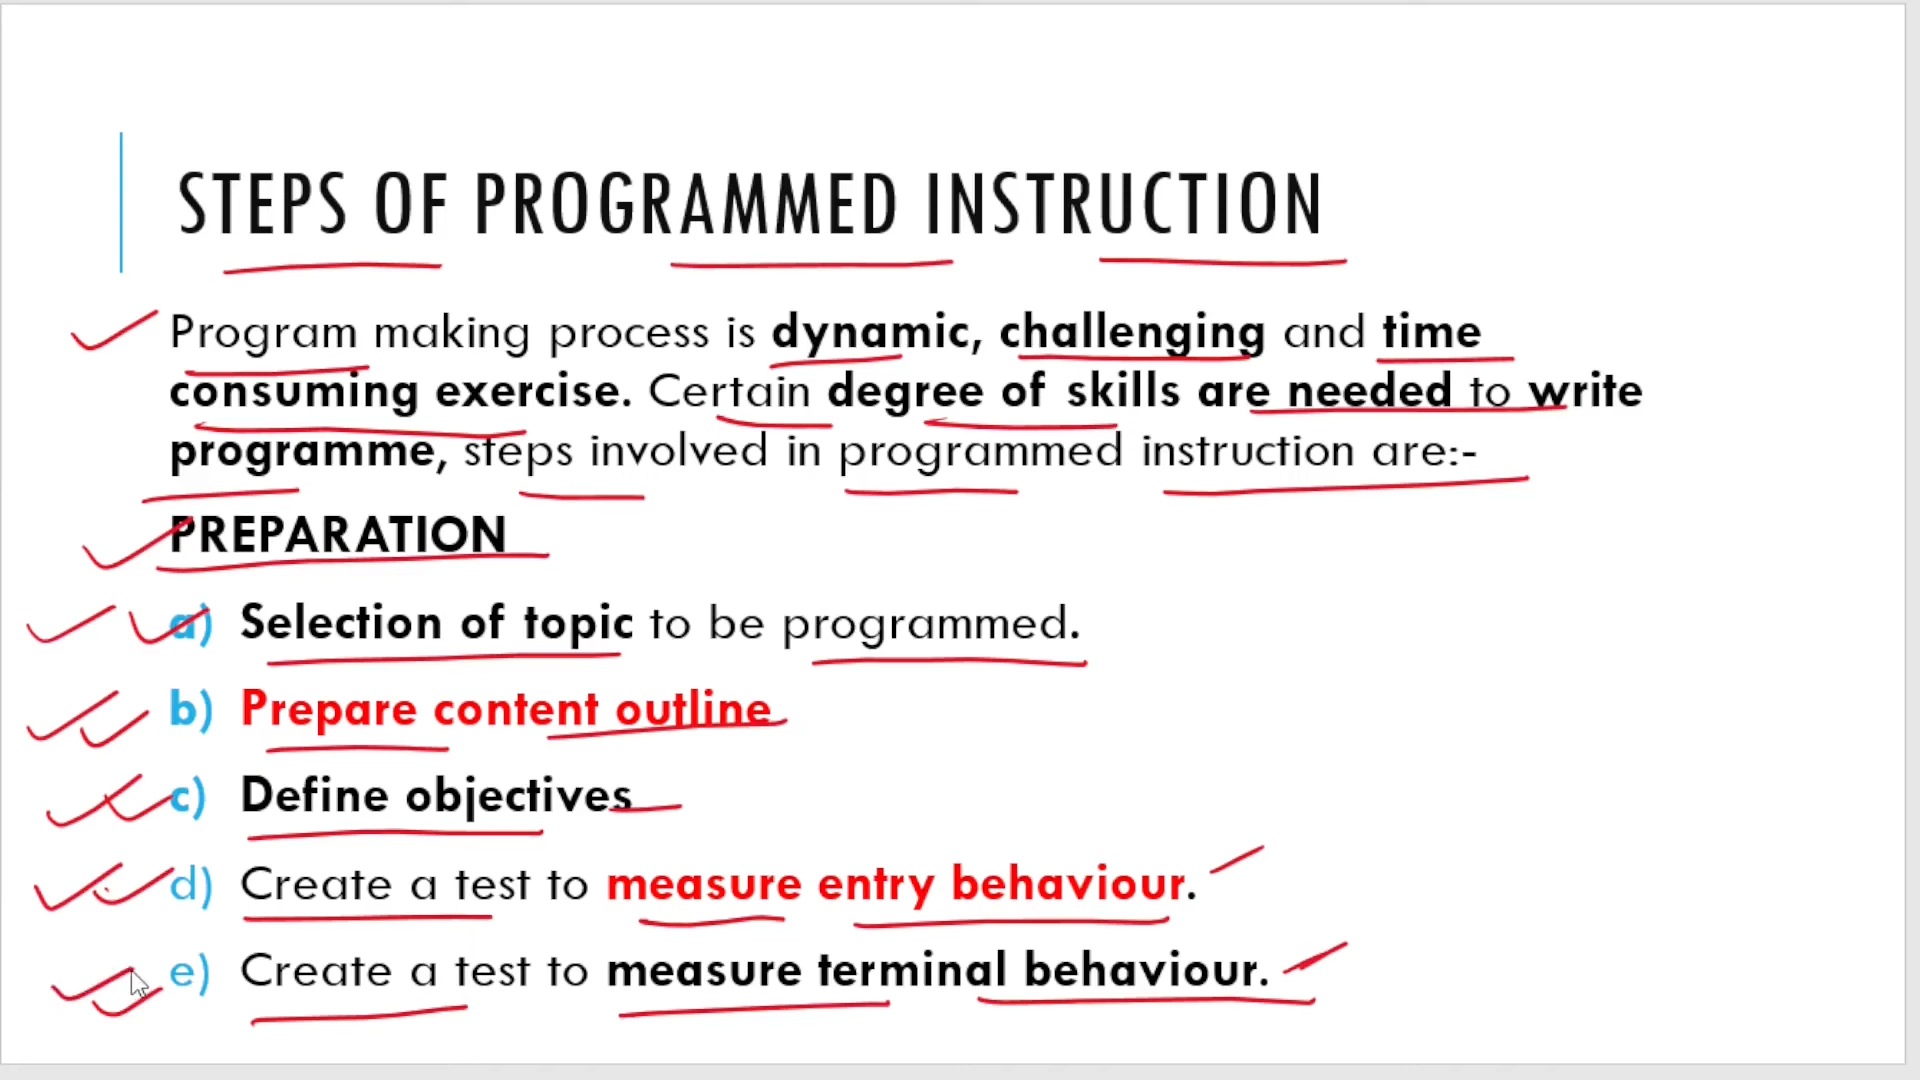 STEPS OF PROGRAMMED INSTRUCTION
Program making process is dynamic, challenging and time
consuming exercise. Certain degree of skills are needed to write
programme, steps involved in programmed instruction are:-
PREPARATION
a) Selection of topic to be programmed.
b) Prepare content outline
c) Define objectives
d) Create a test to measure entry behaviour.
e) Create a test to measure terminal behaviour.